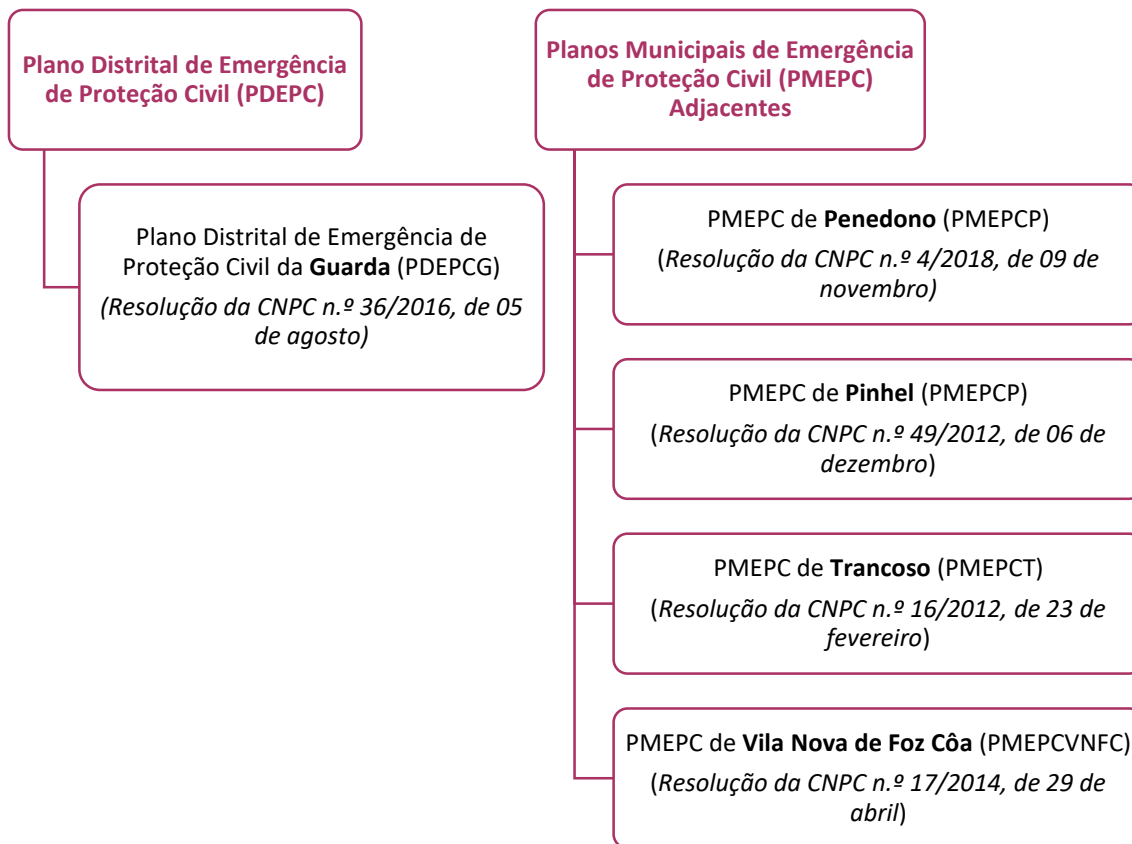 Plano Distrital de Emergência
de Proteção Civil (PDEPC)
Plano Distrital de Emergência de
Proteção Civil da Guarda (PDEPCG)
(Resolução da CNPC n.º 36/2016, de 05
de agosto)
Planos Municipais de Emergência
de Proteção Civil (PMEPC)
Adjacentes
PMEPC de Penedono (PMEPCP)
(Resolução da CNPC n.º 4/2018, de 09 de
novembro)
PMEPC de Pinhel (PMEPCP)
(Resolução da CNPC n.º 49/2012, de 06 de
dezembro)
PMEPC de Trancoso (PMEPCT)
(Resolução da CNPC n.º 16/2012, de 23 de
fevereiro)
PMEPC de Vila Nova de Foz Côa (PMEPCVNFC)
(Resolução da CNPC n.º 17/2014, de 29 de
abril)